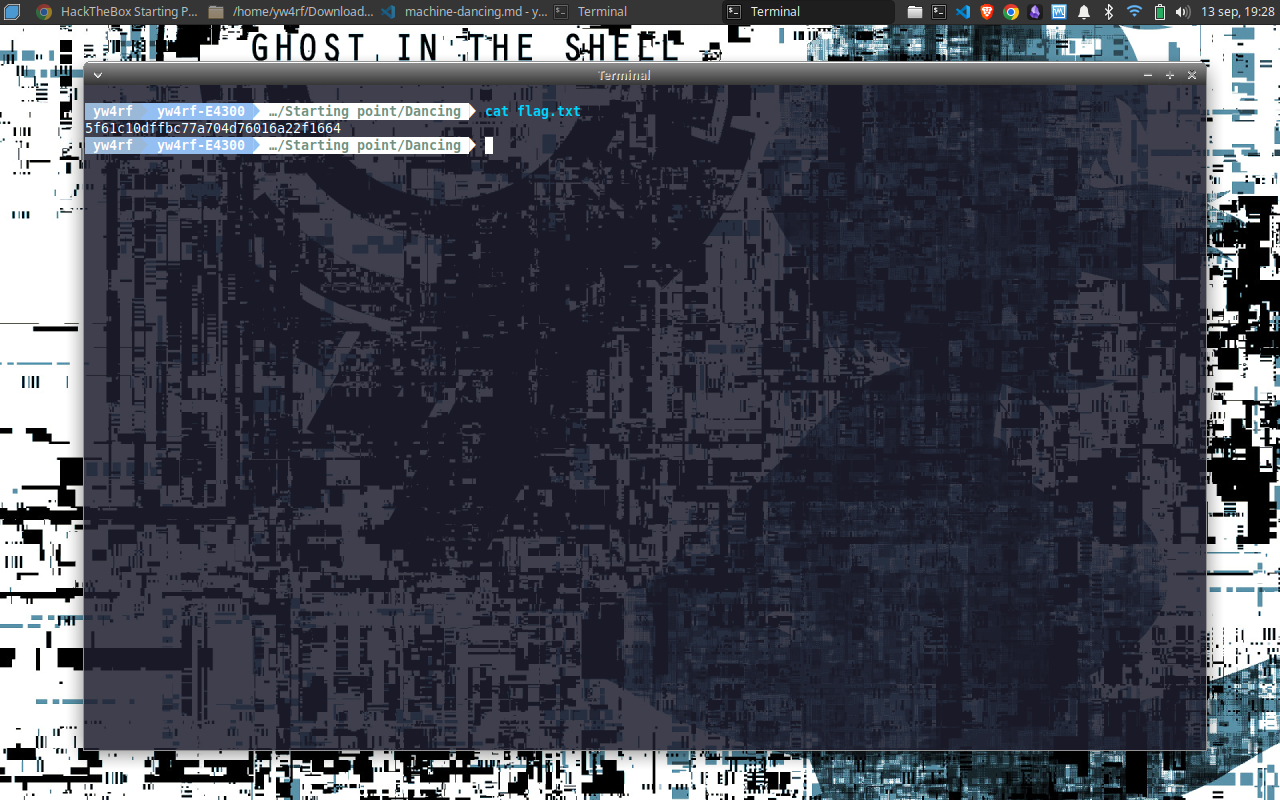 HackTheBox Starting P... /home/yw4rf/Download... machine-dancing.md - y... Terminal Terminal 13 sep, 19:28
GHOST IN THE SHELL
Terminal
yw4rf yw4rf-E4300 …/Starting point/Dancing cat flag.txt
5f61c10dffbc77a704d76016a22f1664
yw4rf yw4rf-E4300 …/Starting point/Dancing